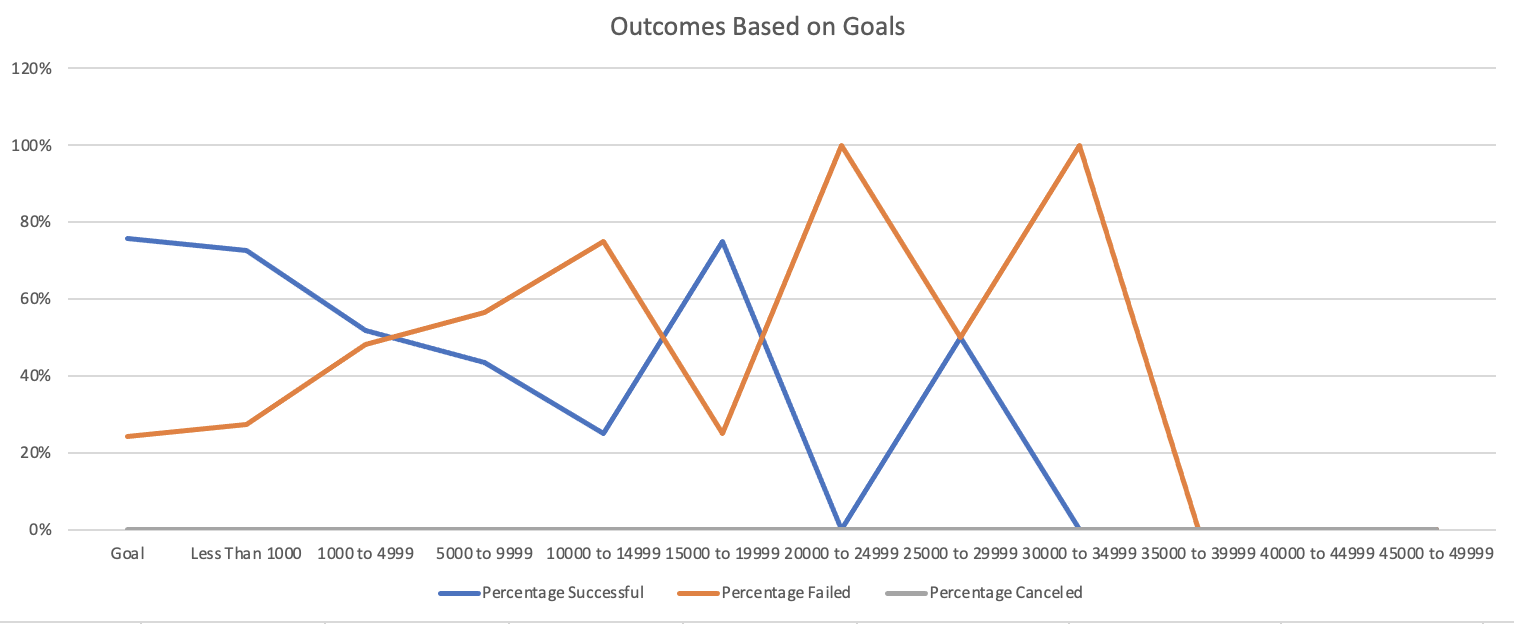 Outcomes Based on Goals
120%
100%
80%
60%
40%
20%
0%
Goal Less Than 1000 1000 to 4999 5000 to 9999 10000 to 14999 15000 to 19999 20000 to 24999 25000 to 29999 30000 to 34999 35000 to 39999 40000 to 44999 45000 to 49999
Percentage Successful Percentage Failed Percentage Canceled